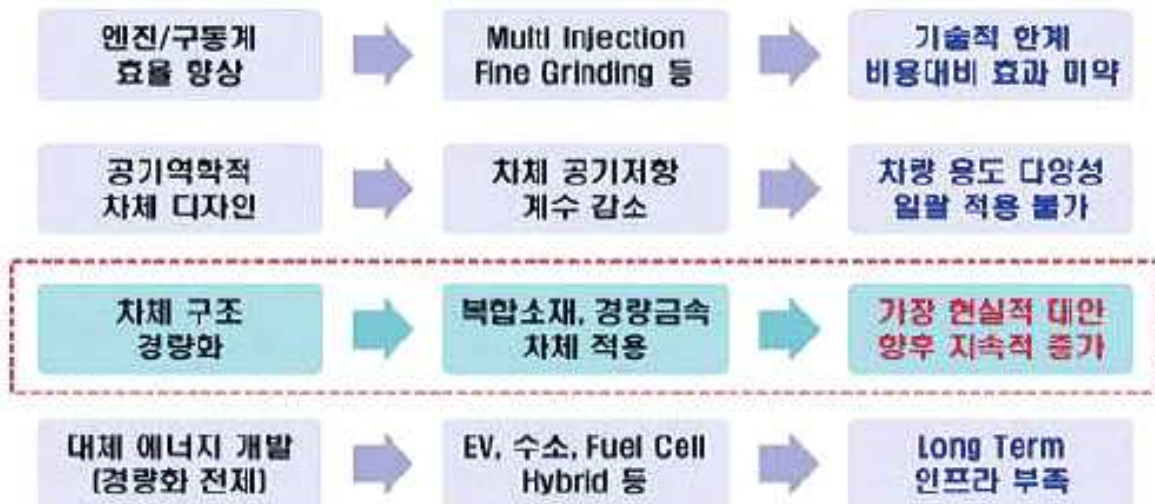 엔진/구동계
효율 향상
Multi Injection
Fine Grinding 등
기술적 한계
비용대비 효과 미약
공기역학적
차체 디자인
차체 공기저항
계수 감소
차량 용도 다양성
일괄 적용 불가
차체 구조
경량화
복합소재, 경량금속
차체 적용
가장 현실적 대안
향후 지속적 증가
대체 에너지 개발
(경량화 전제)
EV, 수소, Fuel Cell
Hybrid 등
Long Term
인프라 부족